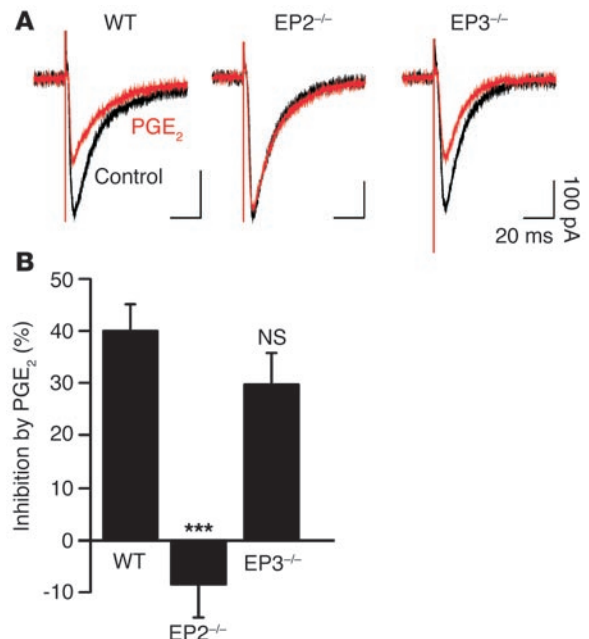 A
WT
EP2⁻/⁻
EP3⁻/⁻
PGE₂
Control
100 pA
20 ms
B
Inhibition by PGE₂ (%)
50
40
30
20
10
0
-10
NS
***
WT
EP2⁻/⁻
EP3⁻/⁻